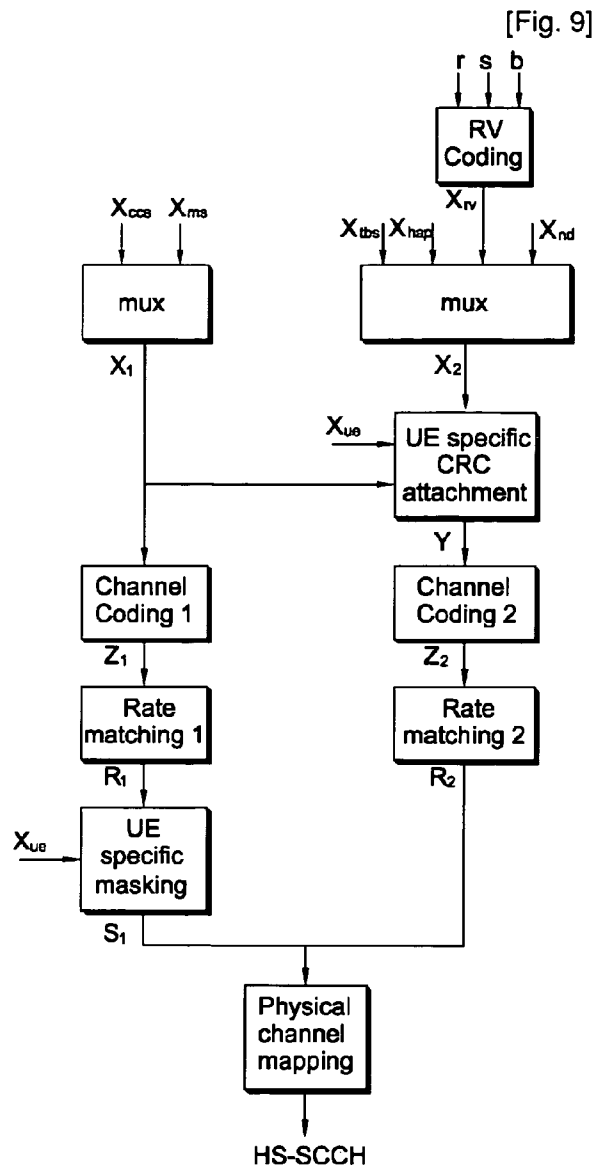 [Fig. 9]
r s b
RV
Coding
Xrv
Xccs Xms
Xtbs Xhap Xnd
mux
mux
X1
X2
Xue
UE specific
CRC
attachment
Y
Channel
Coding 1
Channel
Coding 2
Z1
Z2
Rate
matching 1
Rate
matching 2
R1
R2
Xue
UE
specific
masking
S1
Physical
channel
mapping
HS-SCCH